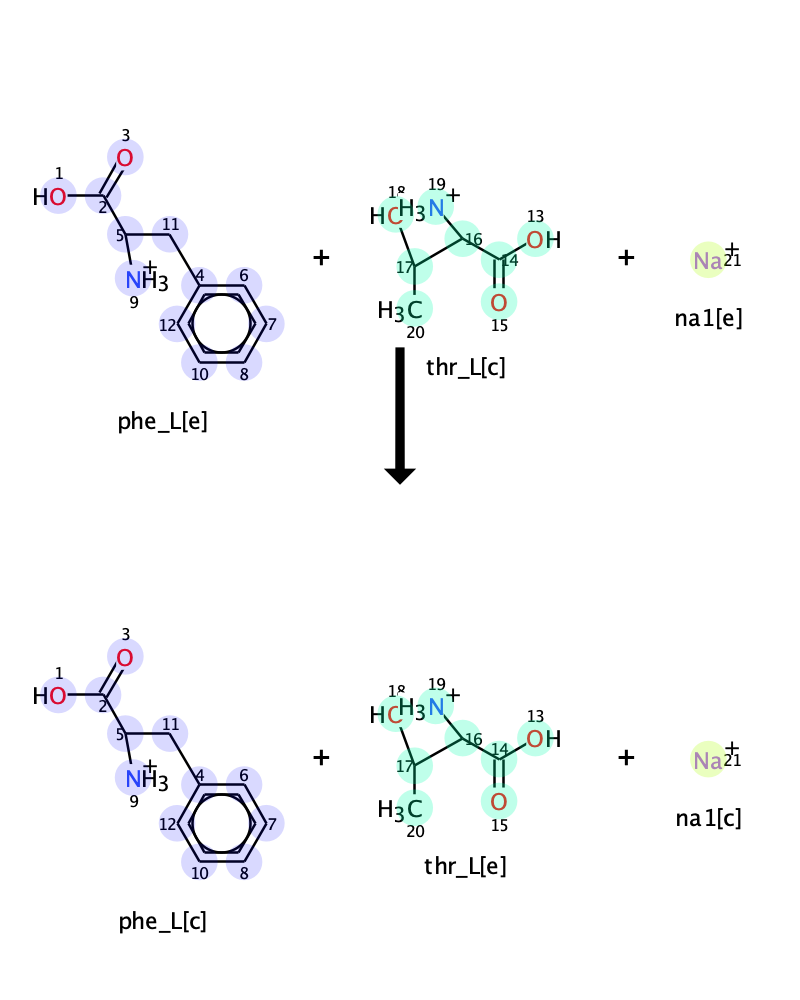 3
1
HO
O
2
5
11
NH3
+
9
4
6
12
7
10
8
phe_L[e]
+
18
HO
H3N
19
+
16
17
14
13
OH
O
15
H3C
20
thr_L[c]
+
Na
+
21
na1[e]
3
1
HO
O
2
5
11
NH3
+
9
4
6
12
7
10
8
phe_L[c]
+
18
HO
H3N
19
+
16
17
14
13
OH
O
15
H3C
20
thr_L[e]
+
Na
+
21
na1[c]